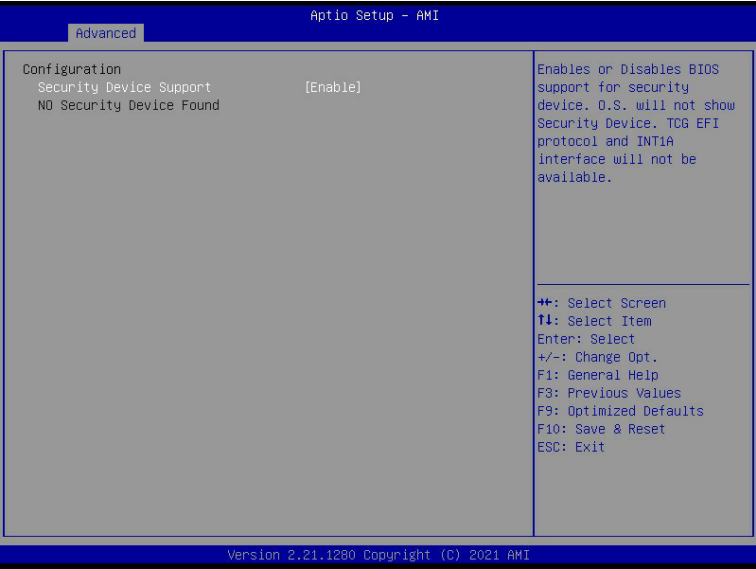 Aptio Setup – AMI
Advanced
Configuration
Security Device Support [Enable]
NO Security Device Found
Enables or Disables BIOS
support for security
device. O.S. will not show
Security Device. TCG EFI
protocol and INT1A
interface will not be
available.
→←: Select Screen
↑↓: Select Item
Enter: Select
+/-: Change Opt.
F1: General Help
F3: Previous Values
F9: Optimized Defaults
F10: Save & Reset
ESC: Exit
Version 2.21.1280 Copyright (C) 2021 AMI